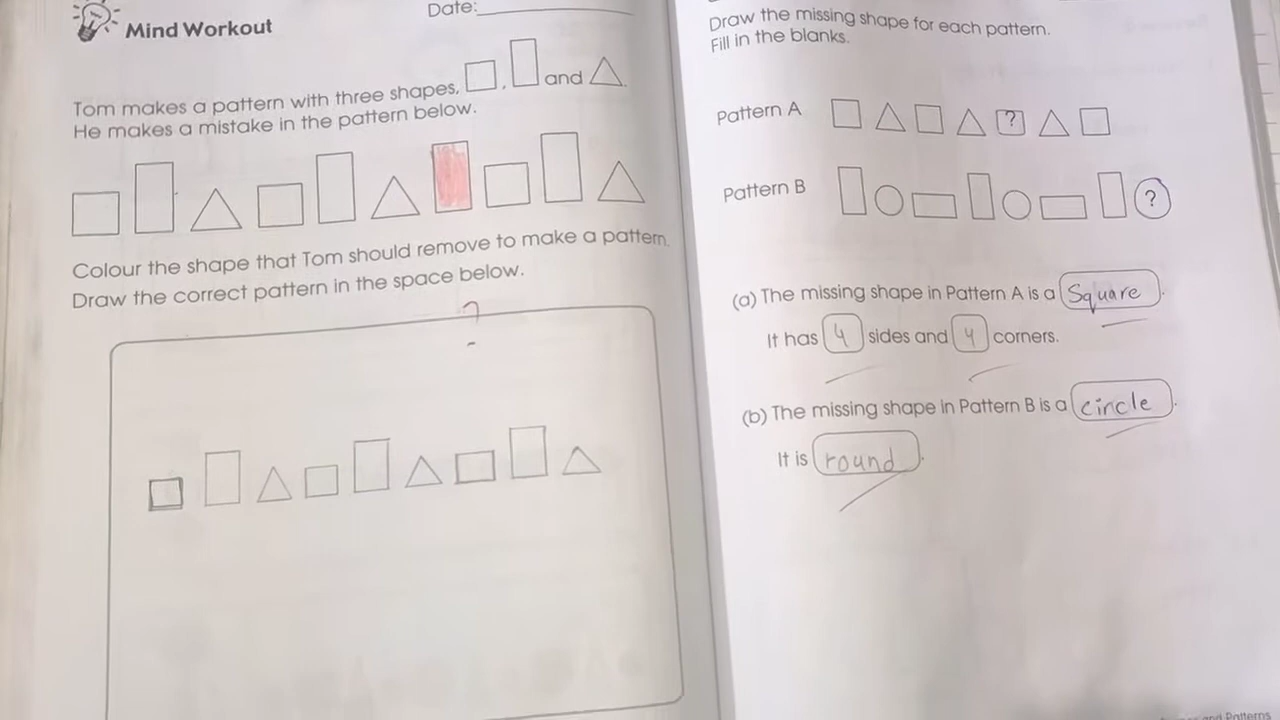 Mind Workout
Date:
Tom makes a pattern with three shapes, , and .
He makes a mistake in the pattern below.
Colour the shape that Tom should remove to make a pattern.
Draw the correct pattern in the space below.
?
Draw the missing shape for each pattern.
Fill in the blanks.
Pattern A ?
Pattern B ?
(a) The missing shape in Pattern A is a Square.
It has 4 sides and 4 corners.
(b) The missing shape in Pattern B is a circle.
It is round.
and Patterns